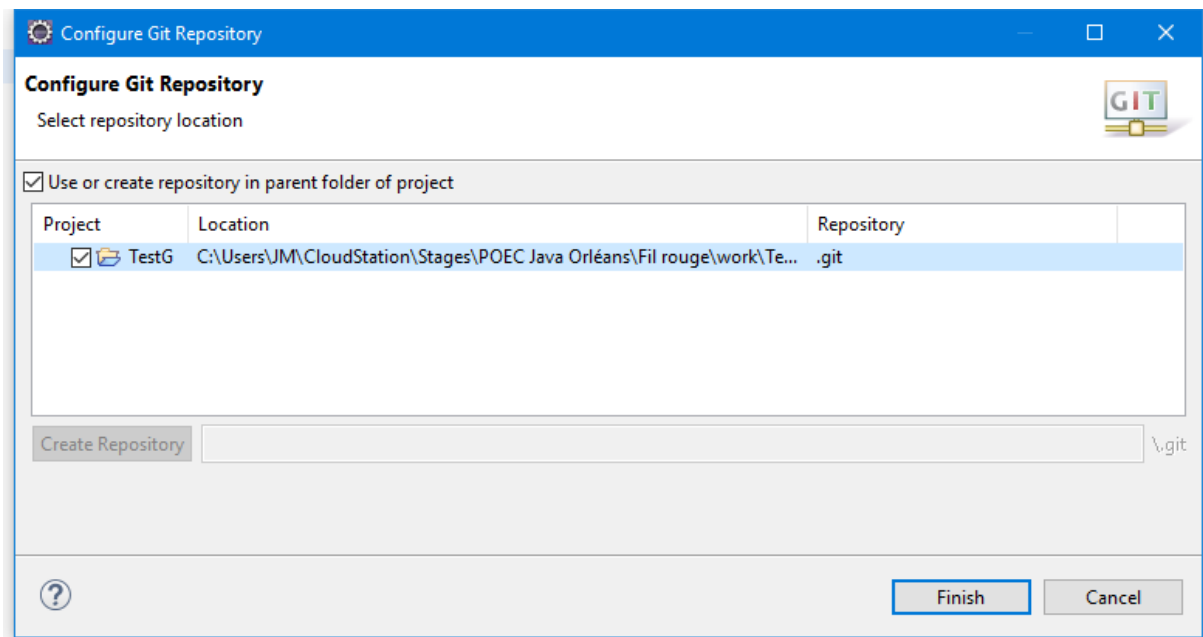 Configure Git Repository
Configure Git Repository
Select repository location
GIT
Use or create repository in parent folder of project
Project Location Repository
TestG C:\Users\JM\CloudStation\Stages\POEC Java Orléans\Fil rouge\work\Te... .git
Create Repository \.git
? Finish Cancel